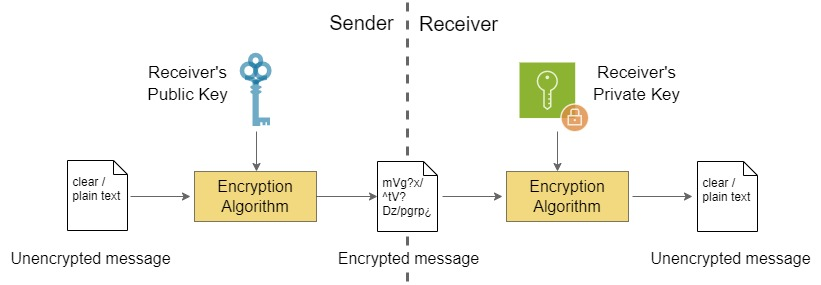 Sender
Receiver
Receiver's
Public Key
Receiver's
Private Key
clear /
plain text
Encryption
Algorithm
mVg?x/
^tV?
Dz/pgrp¿
Encryption
Algorithm
clear /
plain text
Unencrypted message
Encrypted message
Unencrypted message